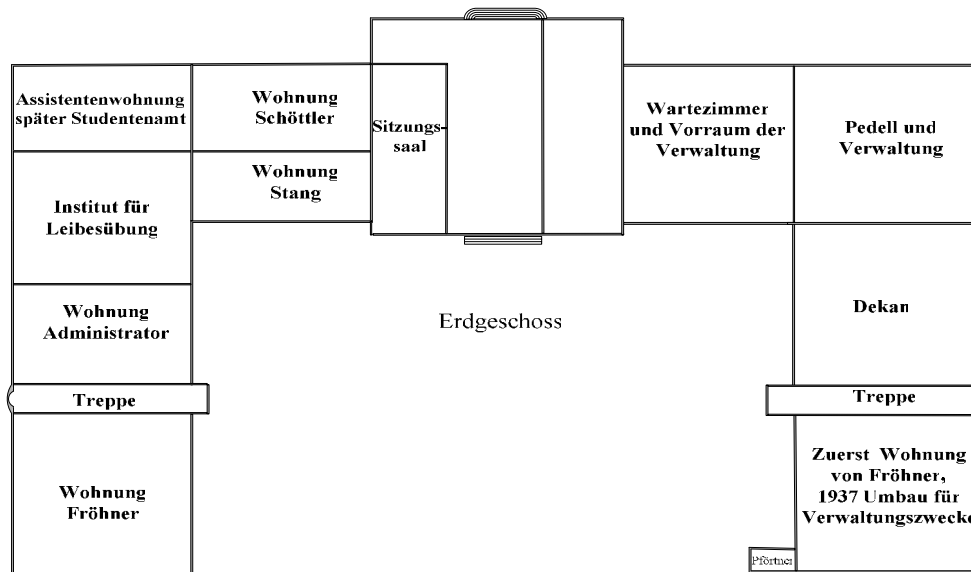 Assistentenwohnung
später Studentenamt
Wohnung
Schöttler
Sitzungs-
saal
Wartezimmer
und Vorraum der
Verwaltung
Pedell und
Verwaltung
Wohnung
Stang
Institut für
Leibesübung
Wohnung
Administrator
Erdgeschoss
Dekan
Treppe
Treppe
Wohnung
Fröhner
Zuerst Wohnung
von Fröhner,
1937 Umbau für
Verwaltungszwecke
Pförtner